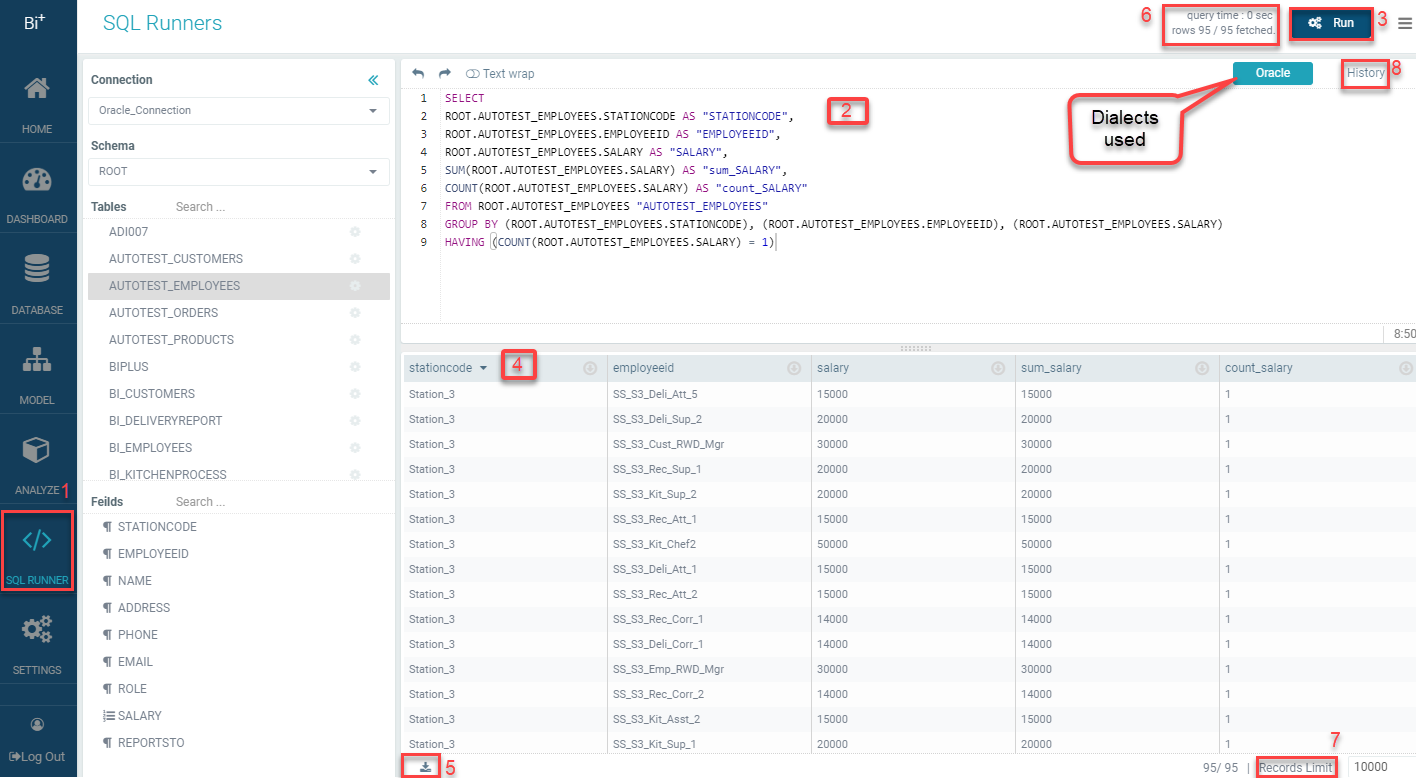 Bi+
SQL Runners
6
query time : 0 sec
rows 95 / 95 fetched.
Run
3
HOME
DASHBOARD
DATABASE
MODEL
ANALYZE
1
SQL RUNNER
SETTINGS
Log Out
Connection
Oracle_Connection
Schema
ROOT
Tables Search ...
ADI007
AUTOTEST_CUSTOMERS
AUTOTEST_EMPLOYEES
AUTOTEST_ORDERS
AUTOTEST_PRODUCTS
BIPLUS
BI_CUSTOMERS
BI_DELIVERYREPORT
BI_EMPLOYEES
BI_KITCHENPROCESS
Feilds Search ...
STATIONCODE
EMPLOYEEID
NAME
ADDRESS
PHONE
EMAIL
ROLE
SALARY
REPORTSTO
Text wrap
Oracle
History
8
Dialects
used
2
1 SELECT
2 ROOT.AUTOTEST_EMPLOYEES.STATIONCODE AS "STATIONCODE",
3 ROOT.AUTOTEST_EMPLOYEES.EMPLOYEEID AS "EMPLOYEEID",
4 ROOT.AUTOTEST_EMPLOYEES.SALARY AS "SALARY",
5 SUM(ROOT.AUTOTEST_EMPLOYEES.SALARY) AS "sum_SALARY",
6 COUNT(ROOT.AUTOTEST_EMPLOYEES.SALARY) AS "count_SALARY"
7 FROM ROOT.AUTOTEST_EMPLOYEES "AUTOTEST_EMPLOYEES"
8 GROUP BY (ROOT.AUTOTEST_EMPLOYEES.STATIONCODE), (ROOT.AUTOTEST_EMPLOYEES.EMPLOYEEID), (ROOT.AUTOTEST_EMPLOYEES.SALARY)
9 HAVING (COUNT(ROOT.AUTOTEST_EMPLOYEES.SALARY) = 1)
8:50
stationcode 4 employeeid salary sum_salary count_salary
Station_3 SS_S3_Deli_Att_5 15000 15000 1
Station_3 SS_S3_Deli_Sup_2 20000 20000 1
Station_3 SS_S3_Cust_RWD_Mgr 30000 30000 1
Station_3 SS_S3_Rec_Sup_1 20000 20000 1
Station_3 SS_S3_Kit_Sup_2 20000 20000 1
Station_3 SS_S3_Rec_Att_1 15000 15000 1
Station_3 SS_S3_Kit_Chef2 50000 50000 1
Station_3 SS_S3_Deli_Att_1 15000 15000 1
Station_3 SS_S3_Rec_Att_2 15000 15000 1
Station_3 SS_S3_Rec_Corr_1 14000 14000 1
Station_3 SS_S3_Deli_Corr_1 14000 14000 1
Station_3 SS_S3_Emp_RWD_Mgr 30000 30000 1
Station_3 SS_S3_Rec_Corr_2 14000 14000 1
Station_3 SS_S3_Kit_Asst_2 15000 15000 1
Station_3 SS_S3_Kit_Sup_1 20000 20000 1
5
7
95/ 95 | Records Limit 10000